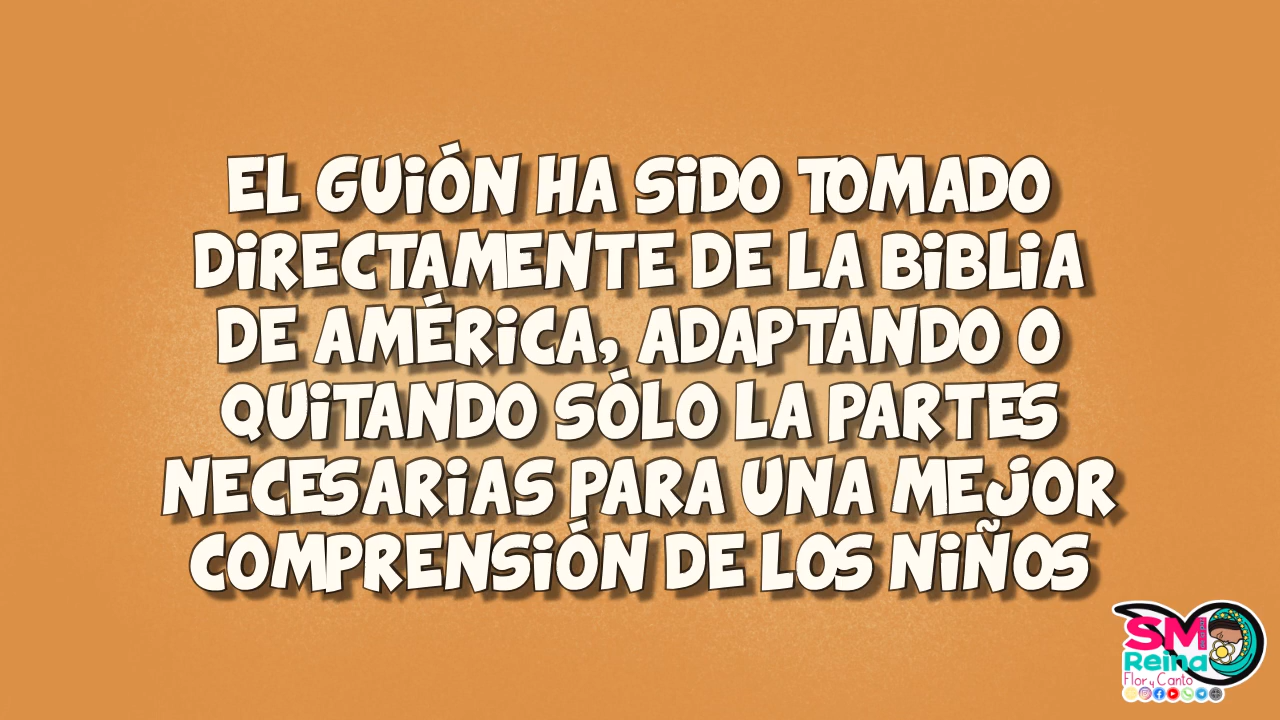 EL GUIÓN HA SIDO TOMADO
DIRECTAMENTE DE LA BIBLIA
DE AMÉRICA, ADAPTANDO O
QUITANDO SÓLO LA PARTES
NECESARIAS PARA UNA MEJOR
COMPRENSIÓN DE LOS NIÑOS
SM
Reina
Flor y Canto